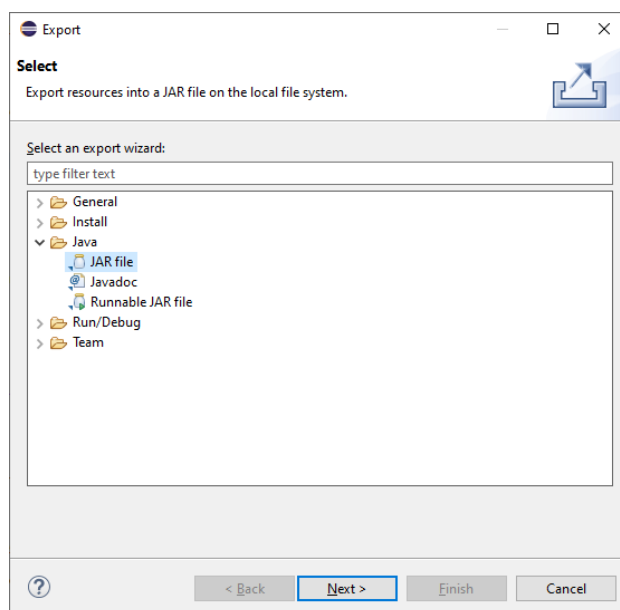 Export
Select
Export resources into a JAR file on the local file system.
Select an export wizard:
type filter text
General
Install
Java
JAR file
Javadoc
Runnable JAR file
Run/Debug
Team
? < Back Next > Finish Cancel